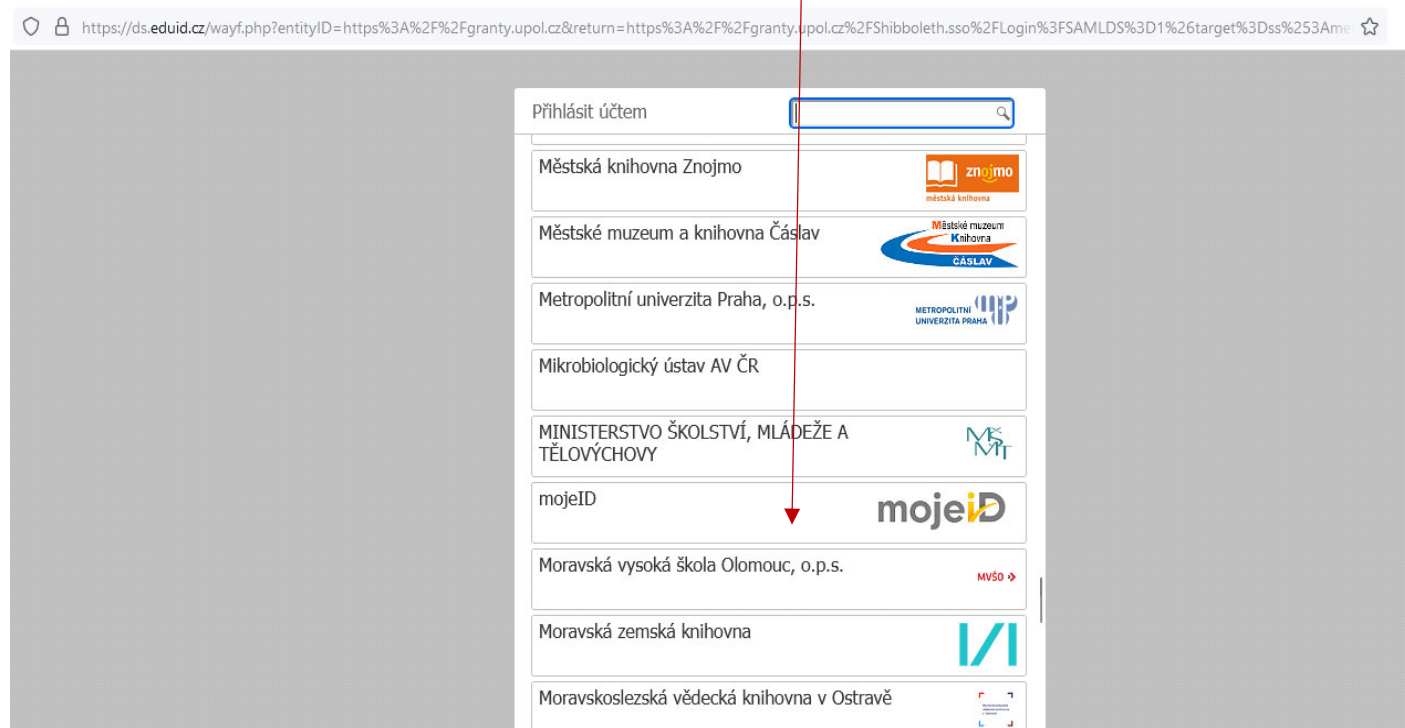 https://ds.eduid.cz/wayf.php?entityID=https%3A%2F%2Fgranty.upol.cz&return=https%3A%2F%2Fgranty.upol.cz%2FShibboleth.sso%2FLogin%3FSAMLDS%3D1%26target%3Dss%253Ame
Přihlásit účtem
Městská knihovna Znojmo
znojmo
městská knihovna
Městské muzeum a knihovna Čáslav
Městské muzeum
Knihovna
ČÁSLAV
Metropolitní univerzita Praha, o.p.s.
METROPOLITNÍ
UNIVERZITA PRAHA
Mikrobiologický ústav AV ČR
MINISTERSTVO ŠKOLSTVÍ, MLÁDEŽE A
TĚLOVÝCHOVY
MŠMT
mojeID
mojeiD
Moravská vysoká škola Olomouc, o.p.s.
MVŠO
Moravská zemská knihovna
Moravskoslezská vědecká knihovna v Ostravě